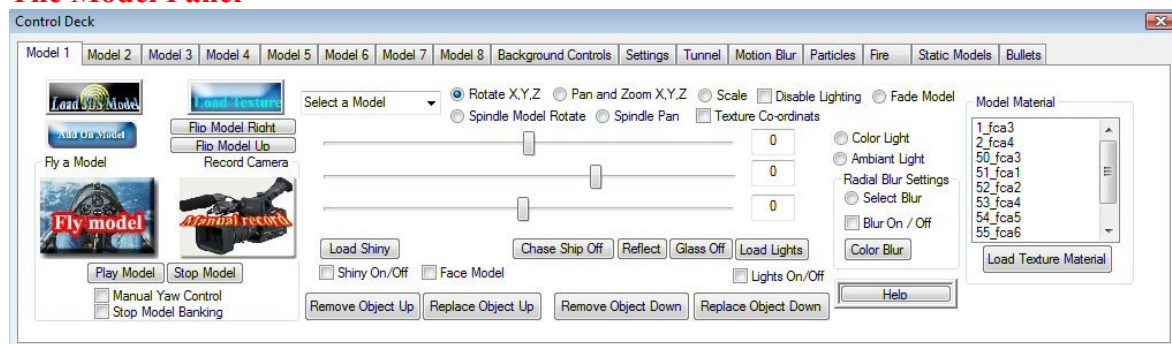 The Model Panel
Control Deck
Model 1 Model 2 Model 3 Model 4 Model 5 Model 6 Model 7 Model 8 Background Controls Settings Tunnel Motion Blur Particles Fire Static Models Bullets
Load 3DS Model
Load Texture
Select a Model
Rotate X,Y,Z Pan and Zoom X,Y,Z Scale Disable Lighting Fade Model
Spindle Model Rotate Spindle Pan Texture Co-ordinats
Add On Model
Flip Model Right
Flip Model Up
Fly a Model
Record Camera
Fly model
Manual record
Play Model Stop Model
Manual Yaw Control
Stop Model Banking
0
0
0
Load Shiny Chase Ship Off Reflect Glass Off Load Lights
Shiny On/Off Face Model Lights On/Off
Remove Object Up Replace Object Up Remove Object Down Replace Object Down
Color Light
Ambiant Light
Radial Blur Settings
Select Blur
Blur On / Off
Color Blur
Help
Model Material
1_fca3
2_fca4
50_fca3
51_fca1
52_fca2
53_fca4
54_fca5
55_fca6
Load Texture Material